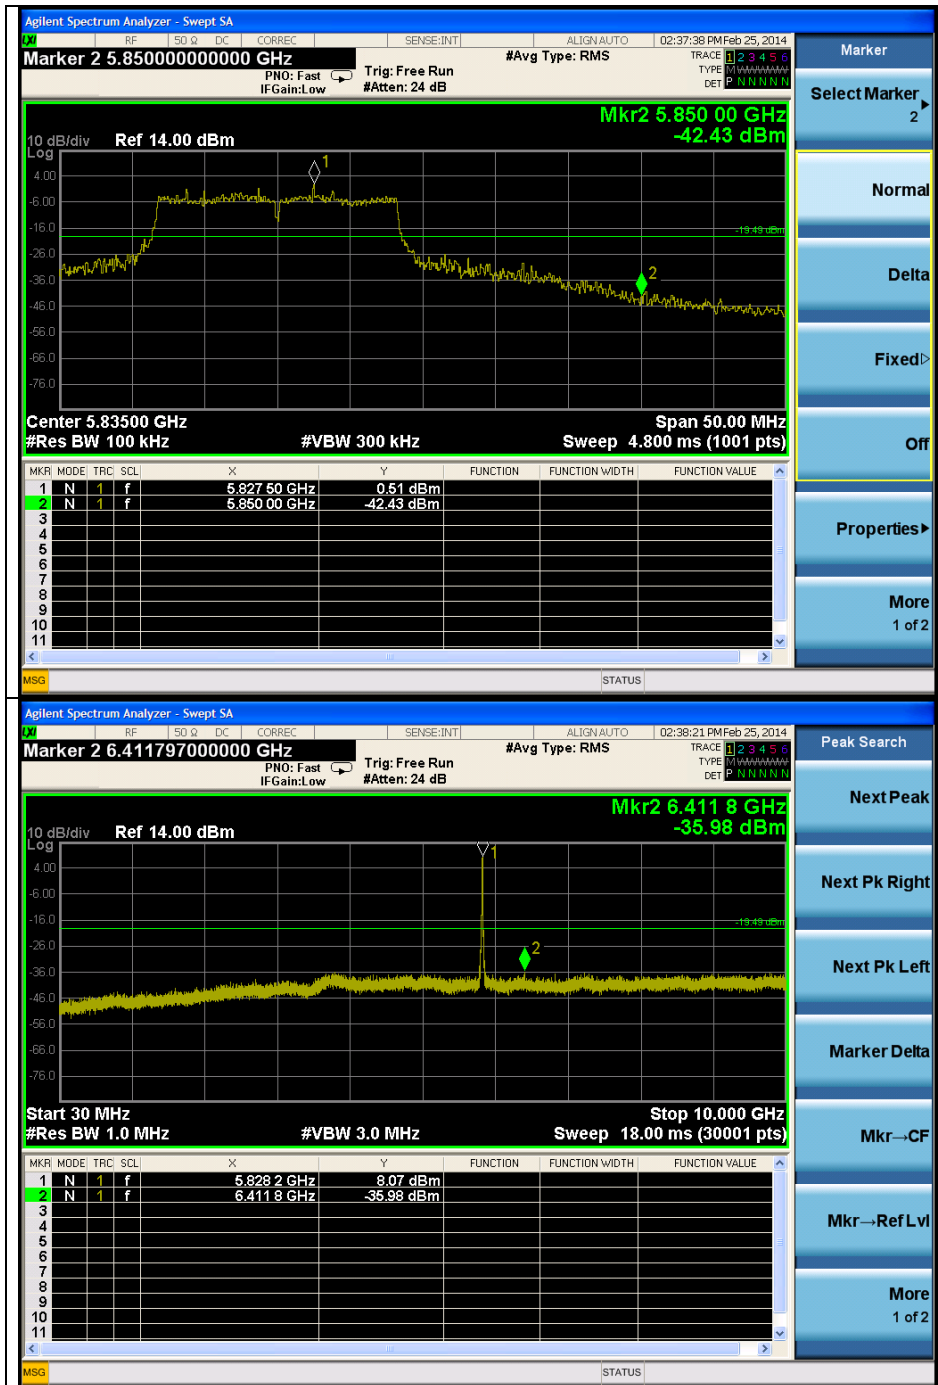 Agilent Spectrum Analyzer - Swept SA
LXI RF 50 Ω DC CORREC SENSE:INT ALIGN AUTO 02:37:38 PM Feb 25, 2014
Marker 2 5.850000000000 GHz
PNO: Fast
IFGain:Low
Trig: Free Run
#Atten: 24 dB
#Avg Type: RMS
TRACE 1 2 3 4 5 6
TYPE M W W W W W
DET P N N N N N
Mkr2 5.850 00 GHz
-42.43 dBm
10 dB/div Ref 14.00 dBm
Log
1
4.00
-6.00
-16.0
-19.49 dBm
-26.0
2
-36.0
-46.0
-56.0
-66.0
-76.0
Center 5.83500 GHz Span 50.00 MHz
#Res BW 100 kHz #VBW 300 kHz Sweep 4.800 ms (1001 pts)
MKR MODE TRC SCL X Y FUNCTION FUNCTION WIDTH FUNCTION VALUE
1 N 1 f 5.827 50 GHz 0.51 dBm
2 N 1 f 5.850 00 GHz -42.43 dBm
3
4
5
6
7
8
9
10
11
MSG STATUS
Marker
Select Marker
2
Normal
Delta
Fixed
Off
Properties
More
1 of 2
Agilent Spectrum Analyzer - Swept SA
LXI RF 50 Ω DC CORREC SENSE:INT ALIGN AUTO 02:38:21 PM Feb 25, 2014
Marker 2 6.411797000000 GHz
PNO: Fast
IFGain:Low
Trig: Free Run
#Atten: 24 dB
#Avg Type: RMS
TRACE 1 2 3 4 5 6
TYPE M W W W W W
DET P N N N N N
Mkr2 6.411 8 GHz
-35.98 dBm
10 dB/div Ref 14.00 dBm
Log
1
4.00
-6.00
-16.0
-19.49 dBm
-26.0
2
-36.0
-46.0
-56.0
-66.0
-76.0
Start 30 MHz Stop 10.000 GHz
#Res BW 1.0 MHz #VBW 3.0 MHz Sweep 18.00 ms (30001 pts)
MKR MODE TRC SCL X Y FUNCTION FUNCTION WIDTH FUNCTION VALUE
1 N 1 f 5.828 2 GHz 8.07 dBm
2 N 1 f 6.411 8 GHz -35.98 dBm
3
4
5
6
7
8
9
10
11
MSG STATUS
Peak Search
Next Peak
Next Pk Right
Next Pk Left
Marker Delta
Mkr→CF
Mkr→Ref Lvl
More
1 of 2